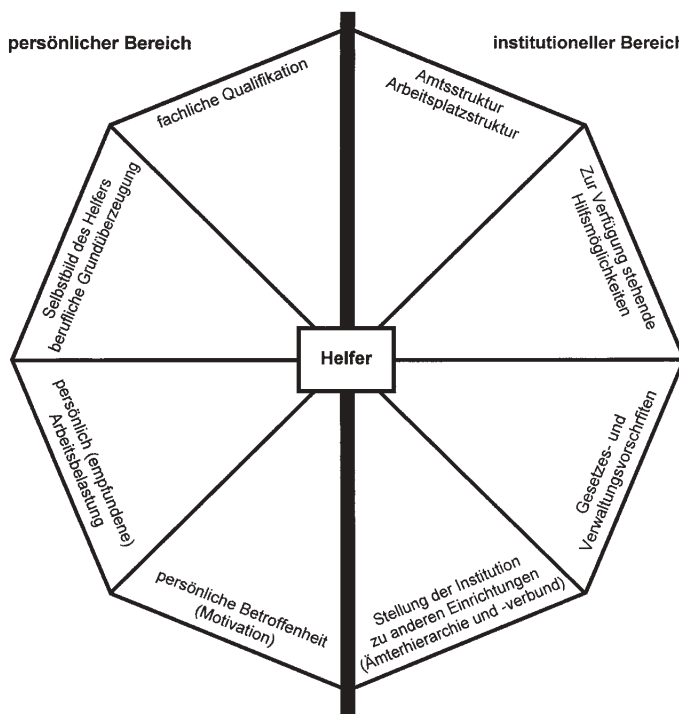 persönlicher Bereich
institutioneller Bereich
fachliche Qualifikation
Amtsstruktur
Arbeitsplatzstruktur
Selbstbild des Helfers
berufliche Grundüberzeugung
Zur Verfügung stehende
Hilfsmöglichkeiten
Helfer
persönlich (empfundene)
Arbeitsbelastung
Gesetzes- und
Verwaltungsvorschrfiten
persönliche Betroffenheit
(Motivation)
Stellung der Institution
zu anderen Einrichtungen
(Ämterhierarchie und -verbund)